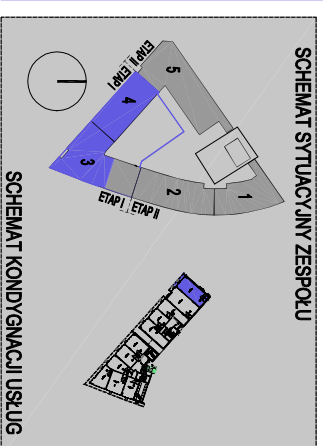 SCHEMAT SYTUACYJNY ZESPOŁU
ETAP II
ETAP I
5
4
3
2
1
ETAP I
ETAP II
SCHEMAT KONDYGNACJI USŁUG